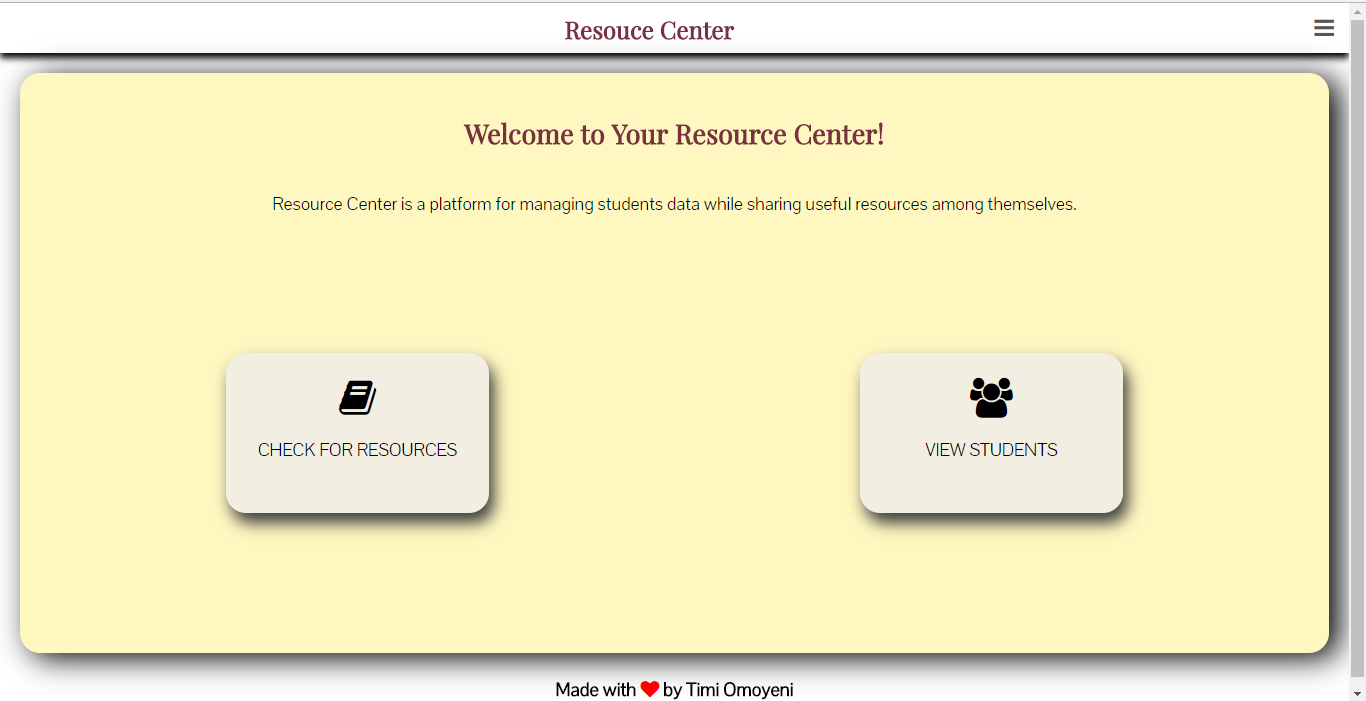 Resouce Center
Welcome to Your Resource Center!
Resource Center is a platform for managing students data while sharing useful resources among themselves.
CHECK FOR RESOURCES
VIEW STUDENTS
Made with ❤ by Timi Omoyeni